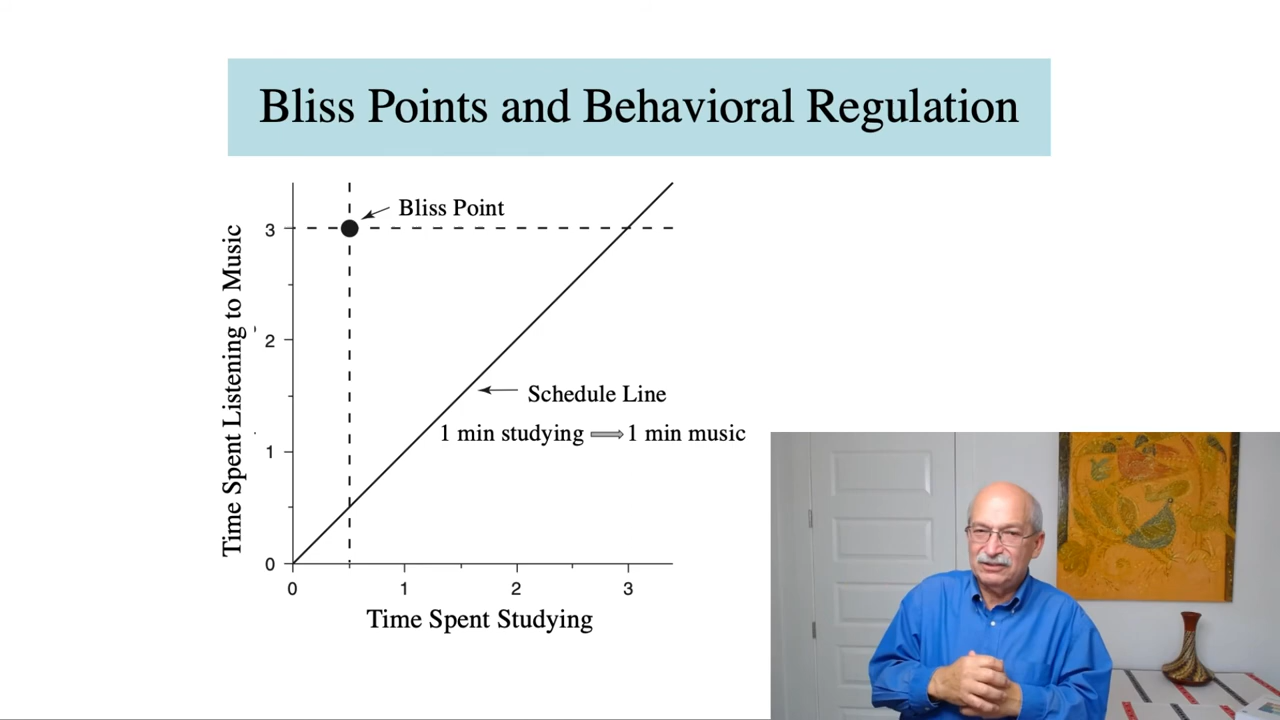 Bliss Points and Behavioral Regulation
Bliss Point
Time Spent Listening to Music
3
2
1
0
Schedule Line
1 min studying ⇒ 1 min music
0 1 2 3
Time Spent Studying